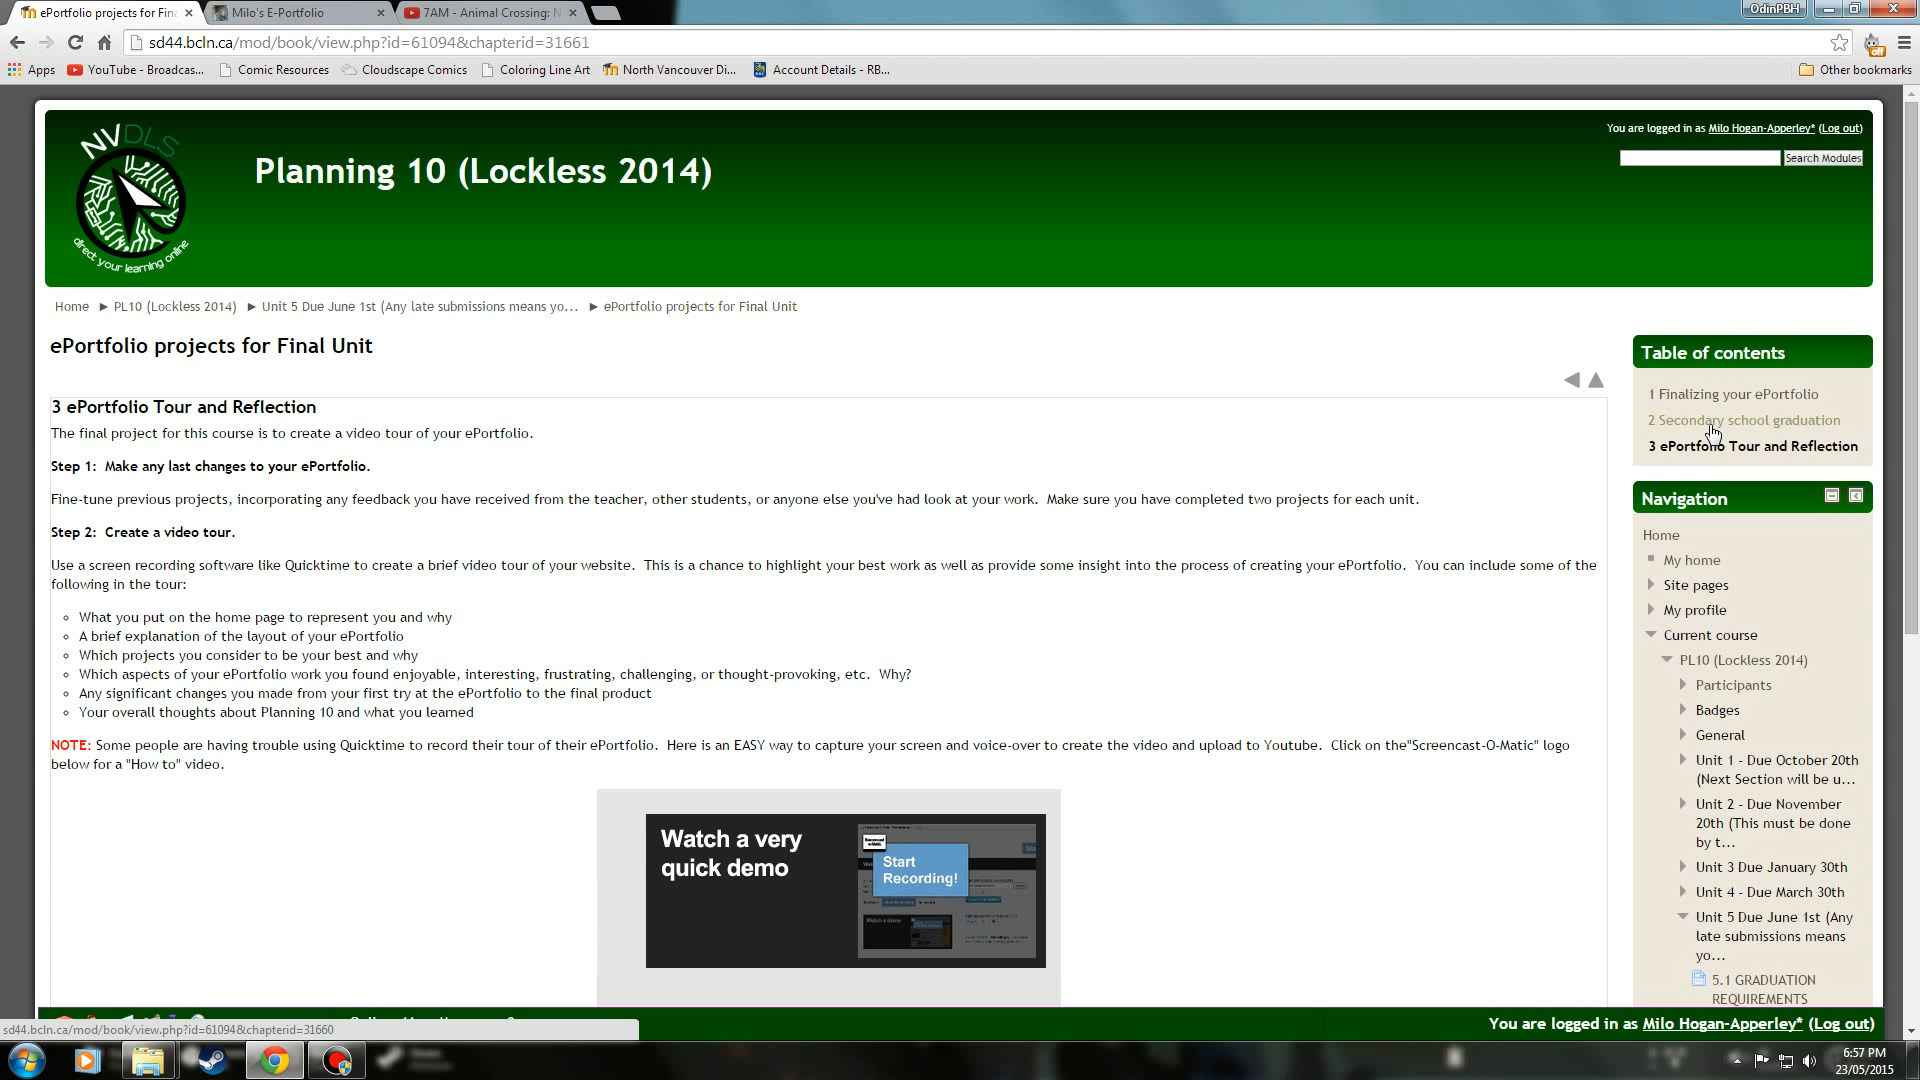 ePortfolio projects for Fin
Milo's E-Portfolio
7AM - Animal Crossing: N
OdinPBH
sd44.bcln.ca/mod/book/view.php?id=61094&chapterid=31661
off
Apps
YouTube - Broadcas...
Comic Resources
Cloudscape Comics
Coloring Line Art
North Vancouver Di...
Account Details - RB...
Other bookmarks
NVDLS
direct your learning online
Planning 10 (Lockless 2014)
You are logged in as Milo Hogan-Apperley* (Log out)
Search Modules
Home ► PL10 (Lockless 2014) ► Unit 5 Due June 1st (Any late submissions means yo... ► ePortfolio projects for Final Unit
ePortfolio projects for Final Unit
3 ePortfolio Tour and Reflection
The final project for this course is to create a video tour of your ePortfolio.
Step 1:  Make any last changes to your ePortfolio.
Fine-tune previous projects, incorporating any feedback you have received from the teacher, other students, or anyone else you've had look at your work.  Make sure you have completed two projects for each unit.
Step 2:  Create a video tour.
Use a screen recording software like Quicktime to create a brief video tour of your website.  This is a chance to highlight your best work as well as provide some insight into the process of creating your ePortfolio.  You can include some of the
following in the tour:
What you put on the home page to represent you and why
A brief explanation of the layout of your ePortfolio
Which projects you consider to be your best and why
Which aspects of your ePortfolio work you found enjoyable, interesting, frustrating, challenging, or thought-provoking, etc.  Why?
Any significant changes you made from your first try at the ePortfolio to the final product
Your overall thoughts about Planning 10 and what you learned
NOTE: Some people are having trouble using Quicktime to record their tour of their ePortfolio.  Here is an EASY way to capture your screen and voice-over to create the video and upload to Youtube.  Click on the"Screencast-O-Matic" logo
below for a "How to" video.
Watch a very
quick demo
Start
Recording!
Table of contents
1 Finalizing your ePortfolio
2 Secondary school graduation
3 ePortfolio Tour and Reflection
Navigation
Home
My home
Site pages
My profile
Current course
PL10 (Lockless 2014)
Participants
Badges
General
Unit 1 - Due October 20th
(Next Section will be u...
Unit 2 - Due November
20th (This must be done
by t...
Unit 3 Due January 30th
Unit 4 - Due March 30th
Unit 5 Due June 1st (Any
late submissions means
yo...
5.1 GRADUATION
REQUIREMENTS
You are logged in as Milo Hogan-Apperley* (Log out)
sd44.bcln.ca/mod/book/view.php?id=61094&chapterid=31660
6:57 PM
23/05/2015